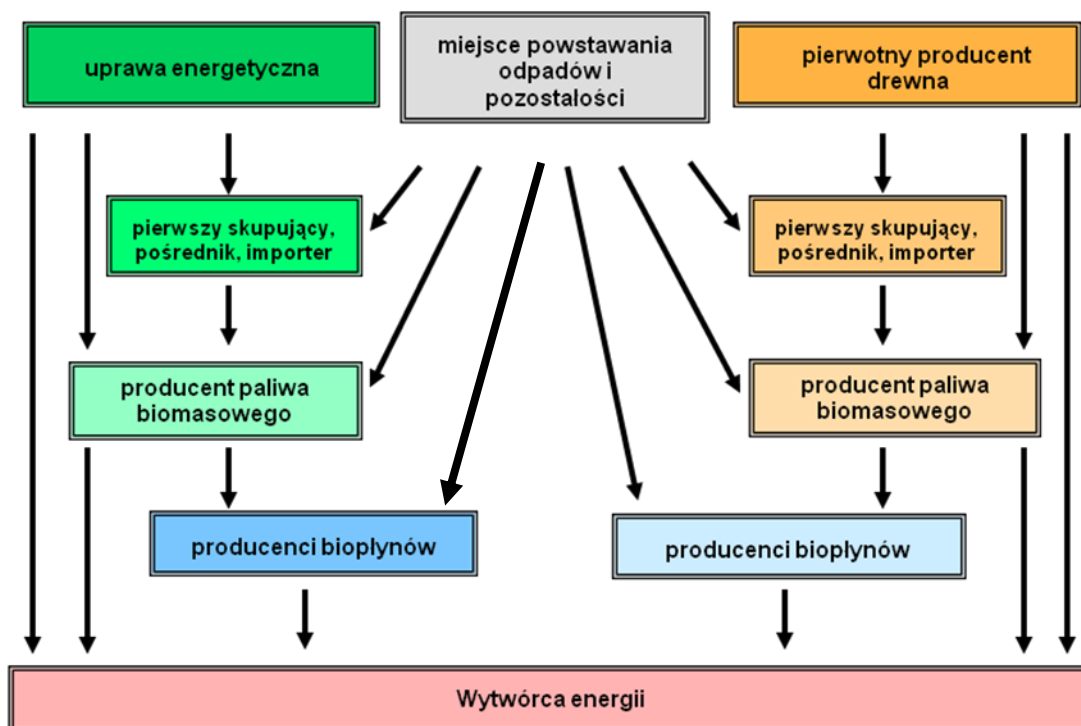 uprawa energetyczna
miejsce powstawania
odpadów i
pozostałości
pierwotny producent
drewna
pierwszy skupujący,
pośrednik, importer
pierwszy skupujący,
pośrednik, importer
producent paliwa
biomasowego
producent paliwa
biomasowego
producenci biopłynów
producenci biopłynów
Wytwórca energii